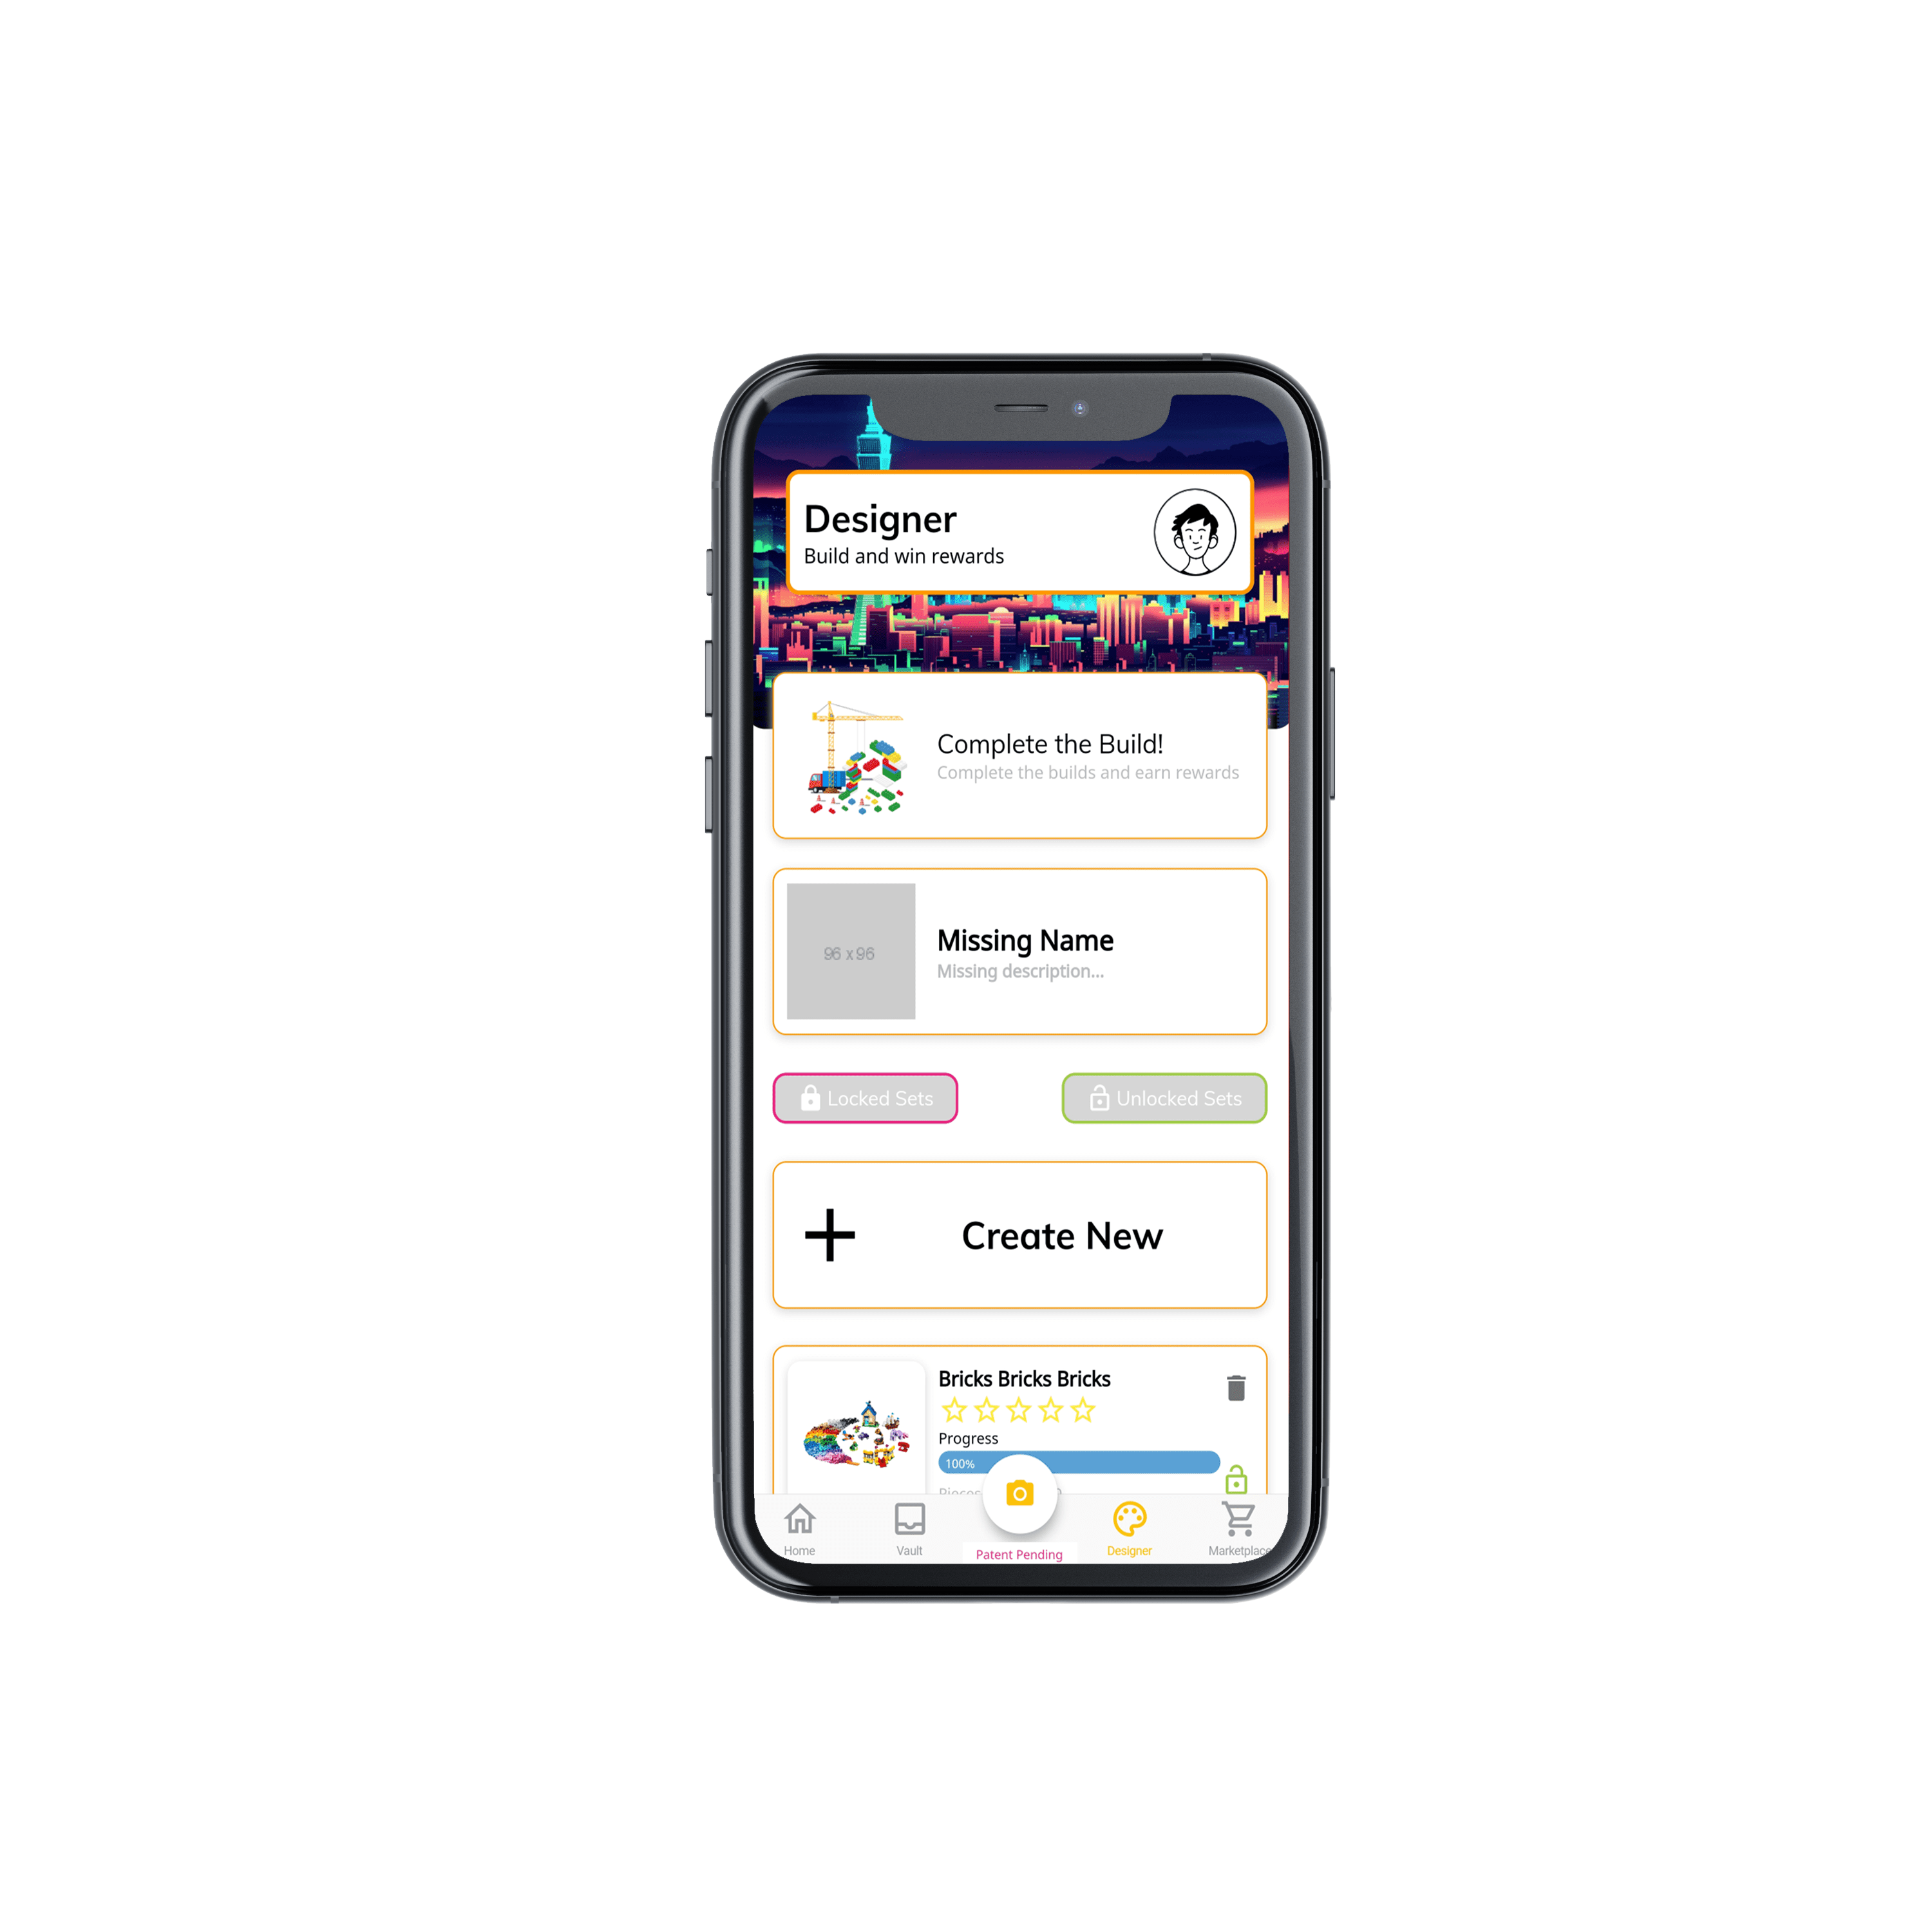 Designer
Build and win rewards
Complete the Build!
Complete the builds and earn rewards
96 x 96
Missing Name
Missing description...
Locked Sets
Unlocked Sets
Create New
Bricks Bricks Bricks
Progress
100%
Home
Vault
Patent Pending
Designer
Marketplace